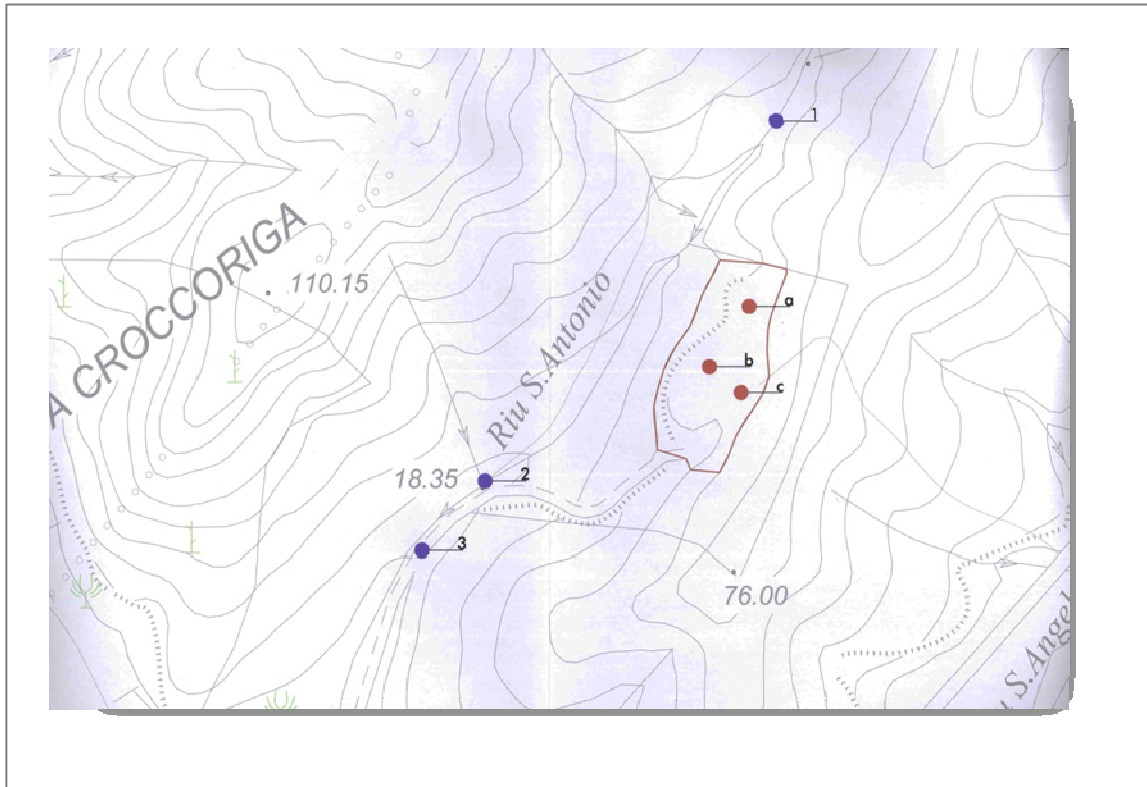 1
A CROCCORIGA
110.15
Riu S.Antonio
a
b
c
18.35
2
3
76.00
S.Angel